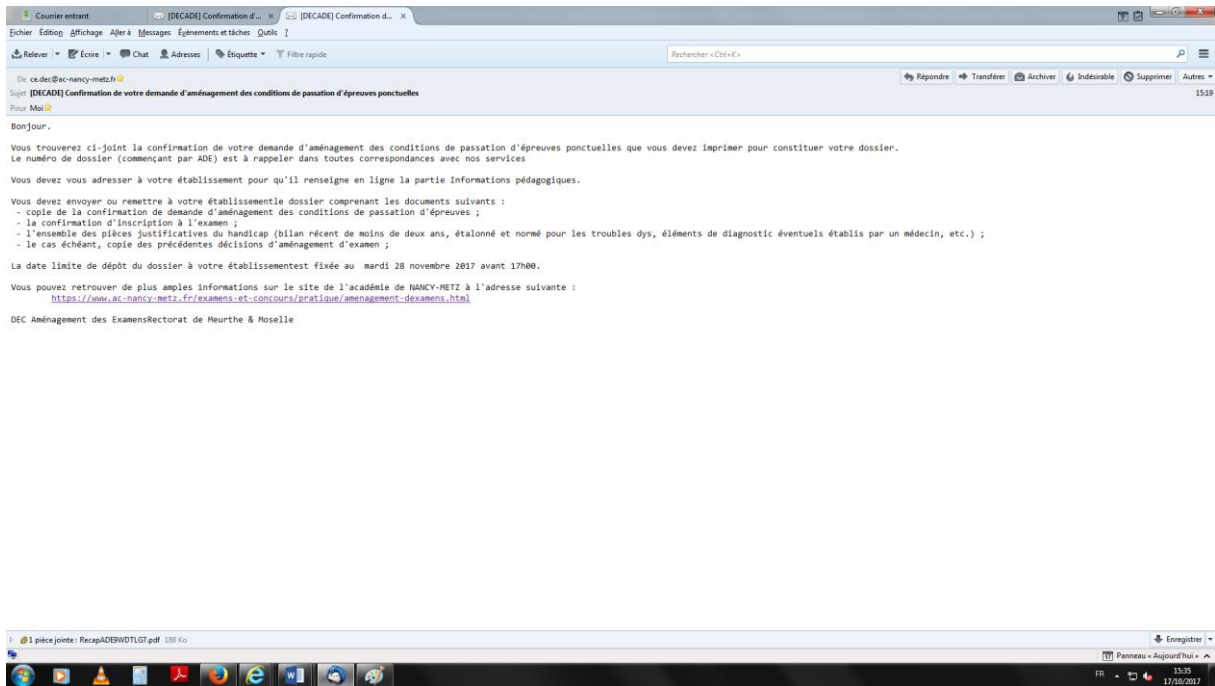 Courrier entrant
[DECADE] Confirmation d'...
[DECADE] Confirmation d...
Fichier Édition Affichage Aller à Messages Évènements et tâches Outils ?
Relever Écrire Chat Adresses Étiquette Filtre rapide
Rechercher <Ctrl+K>
De ce.dec@ac-nancy-metz.fr
Répondre Transférer Archiver Indésirable Supprimer Autres
Sujet [DECADE] Confirmation de votre demande d'aménagement des conditions de passation d'épreuves ponctuelles
15:19
Pour Moi
Bonjour.
Vous trouverez ci-joint la confirmation de votre demande d'aménagement des conditions de passation d'épreuves ponctuelles que vous devez imprimer pour constituer votre dossier.
Le numéro de dossier (commençant par ADE) est à rappeler dans toutes correspondances avec nos services
Vous devez vous adresser à votre établissement pour qu'il renseigne en ligne la partie Informations pédagogiques.
Vous devez envoyer ou remettre à votre établissementle dossier comprenant les documents suivants :
- copie de la confirmation de demande d'aménagement des conditions de passation d'épreuves ;
- la confirmation d'inscription à l'examen ;
- l'ensemble des pièces justificatives du handicap (bilan récent de moins de deux ans, étalonné et normé pour les troubles dys, éléments de diagnostic éventuels établis par un médecin, etc.) ;
- le cas échéant, copie des précédentes décisions d'aménagement d'examen ;
La date limite de dépôt du dossier à votre établissementest fixée au mardi 28 novembre 2017 avant 17h00.
Vous pouvez retrouver de plus amples informations sur le site de l'académie de NANCY-METZ à l'adresse suivante :
https://www.ac-nancy-metz.fr/examens-et-concours/pratique/amenagement-dexamens.html
DEC Aménagement des ExamensRectorat de Meurthe & Moselle
1 pièce jointe : RecapADE9WDTLG7.pdf 188 Ko
Enregistrer
Panneau « Aujourd'hui »
FR
15:35
17/10/2017